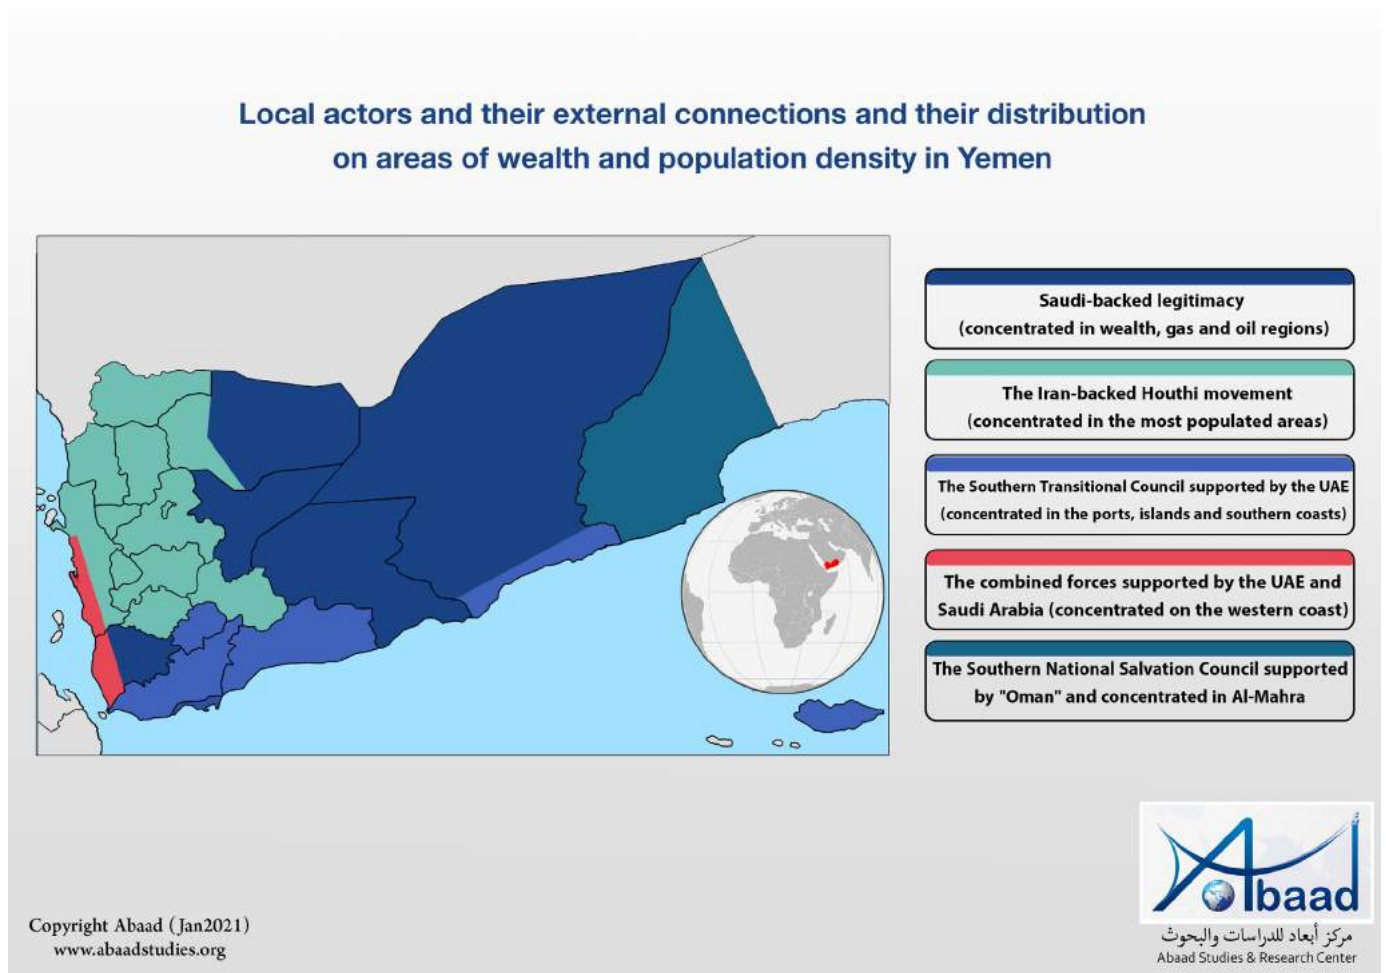 Local actors and their external connections and their distribution
on areas of wealth and population density in Yemen
Saudi-backed legitimacy
(concentrated in wealth, gas and oil regions)
The Iran-backed Houthi movement
(concentrated in the most populated areas)
The Southern Transitional Council supported by the UAE
(concentrated in the ports, islands and southern coasts)
The combined forces supported by the UAE and
Saudi Arabia (concentrated on the western coast)
The Southern National Salvation Council supported
by "Oman" and concentrated in Al-Mahra
Abaad
مركز أبعاد للدراسات والبحوث
Abaad Studies & Research Center
Copyright Abaad (Jan2021)
www.abaadstudies.org